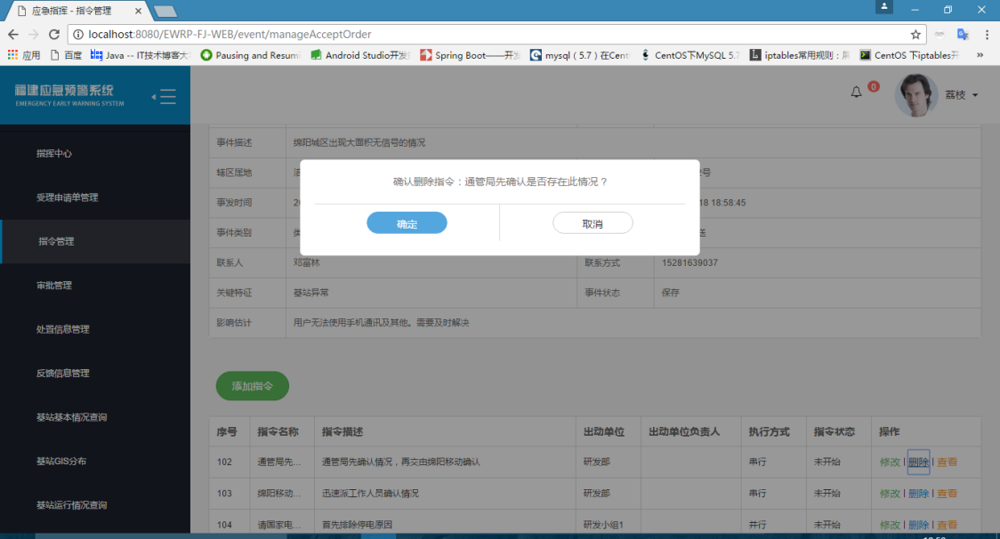 应急指挥 - 指令管理
localhost:8080/EWRP-FJ-WEB/event/manageAcceptOrder
应用 百度 Java -- IT技术博客大 Pausing and Resumi Android Studio开发 Spring Boot——开发 mysql ( 5.7 ) 在Cent CentOS下MySQL 5.7 iptables常用规则：屏 CentOS 下iptables开 »
福建应急预警系统
EMERGENCY EARLY WARNING SYSTEM
0
荔枝
指挥中心
受理申请单管理
指令管理
审批管理
处置信息管理
反馈信息管理
基站基本情况查询
基站GIS分布
基站运行情况查询
事件描述 绵阳城区出现大面积无信号的情况
辖区居地 号
事发时间 20 18 18:58:45
事件类别 类 送
联系人 邓富林 联系方式 15281639037
关键特征 基站异常 事件状态 保存
影响估计 用户无法使用手机通讯及其他。需要及时解决
确认删除指令：通管局先确认是否存在此情况？
确定 取消
添加指令
序号 指令名称 指令描述 出动单位 出动单位负责人 执行方式 指令状态 操作
102 通管局先... 通管局先确认情况，再交由绵阳移动确认 研发部 串行 未开始 修改 | 删除 | 查看
103 绵阳移动... 迅速派工作人员确认情况 研发部 串行 未开始 修改 | 删除 | 查看
104 请国家电... 首先排除停电原因 研发小组1 并行 未开始 修改 | 删除 | 查看